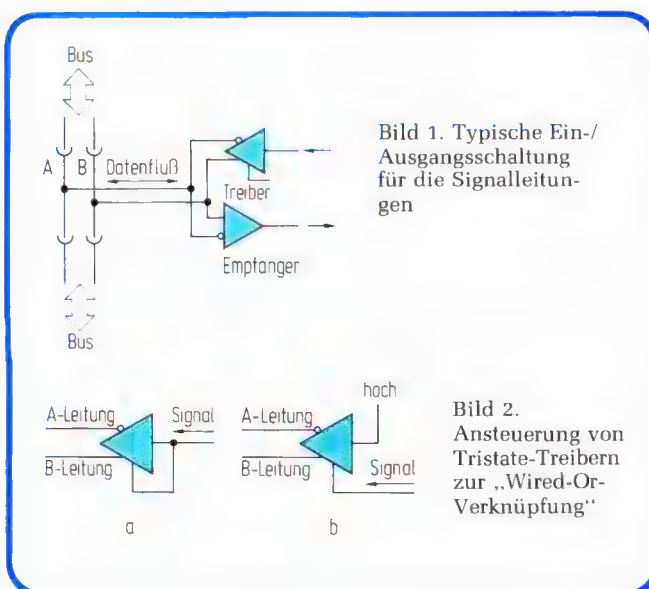 Bus
A
B
Datenfluß
Treiber
Empfanger
Bus
Bild 1. Typische Ein-/
Ausgangsschaltung
für die Signalleitun-
gen
A-Leitung
Signal
B-Leitung
a
A-Leitung
hoch
B-Leitung
Signal
b
Bild 2.
Ansteuerung von
Tristate-Treibern
zur „Wired-Or-
Verknüpfung“